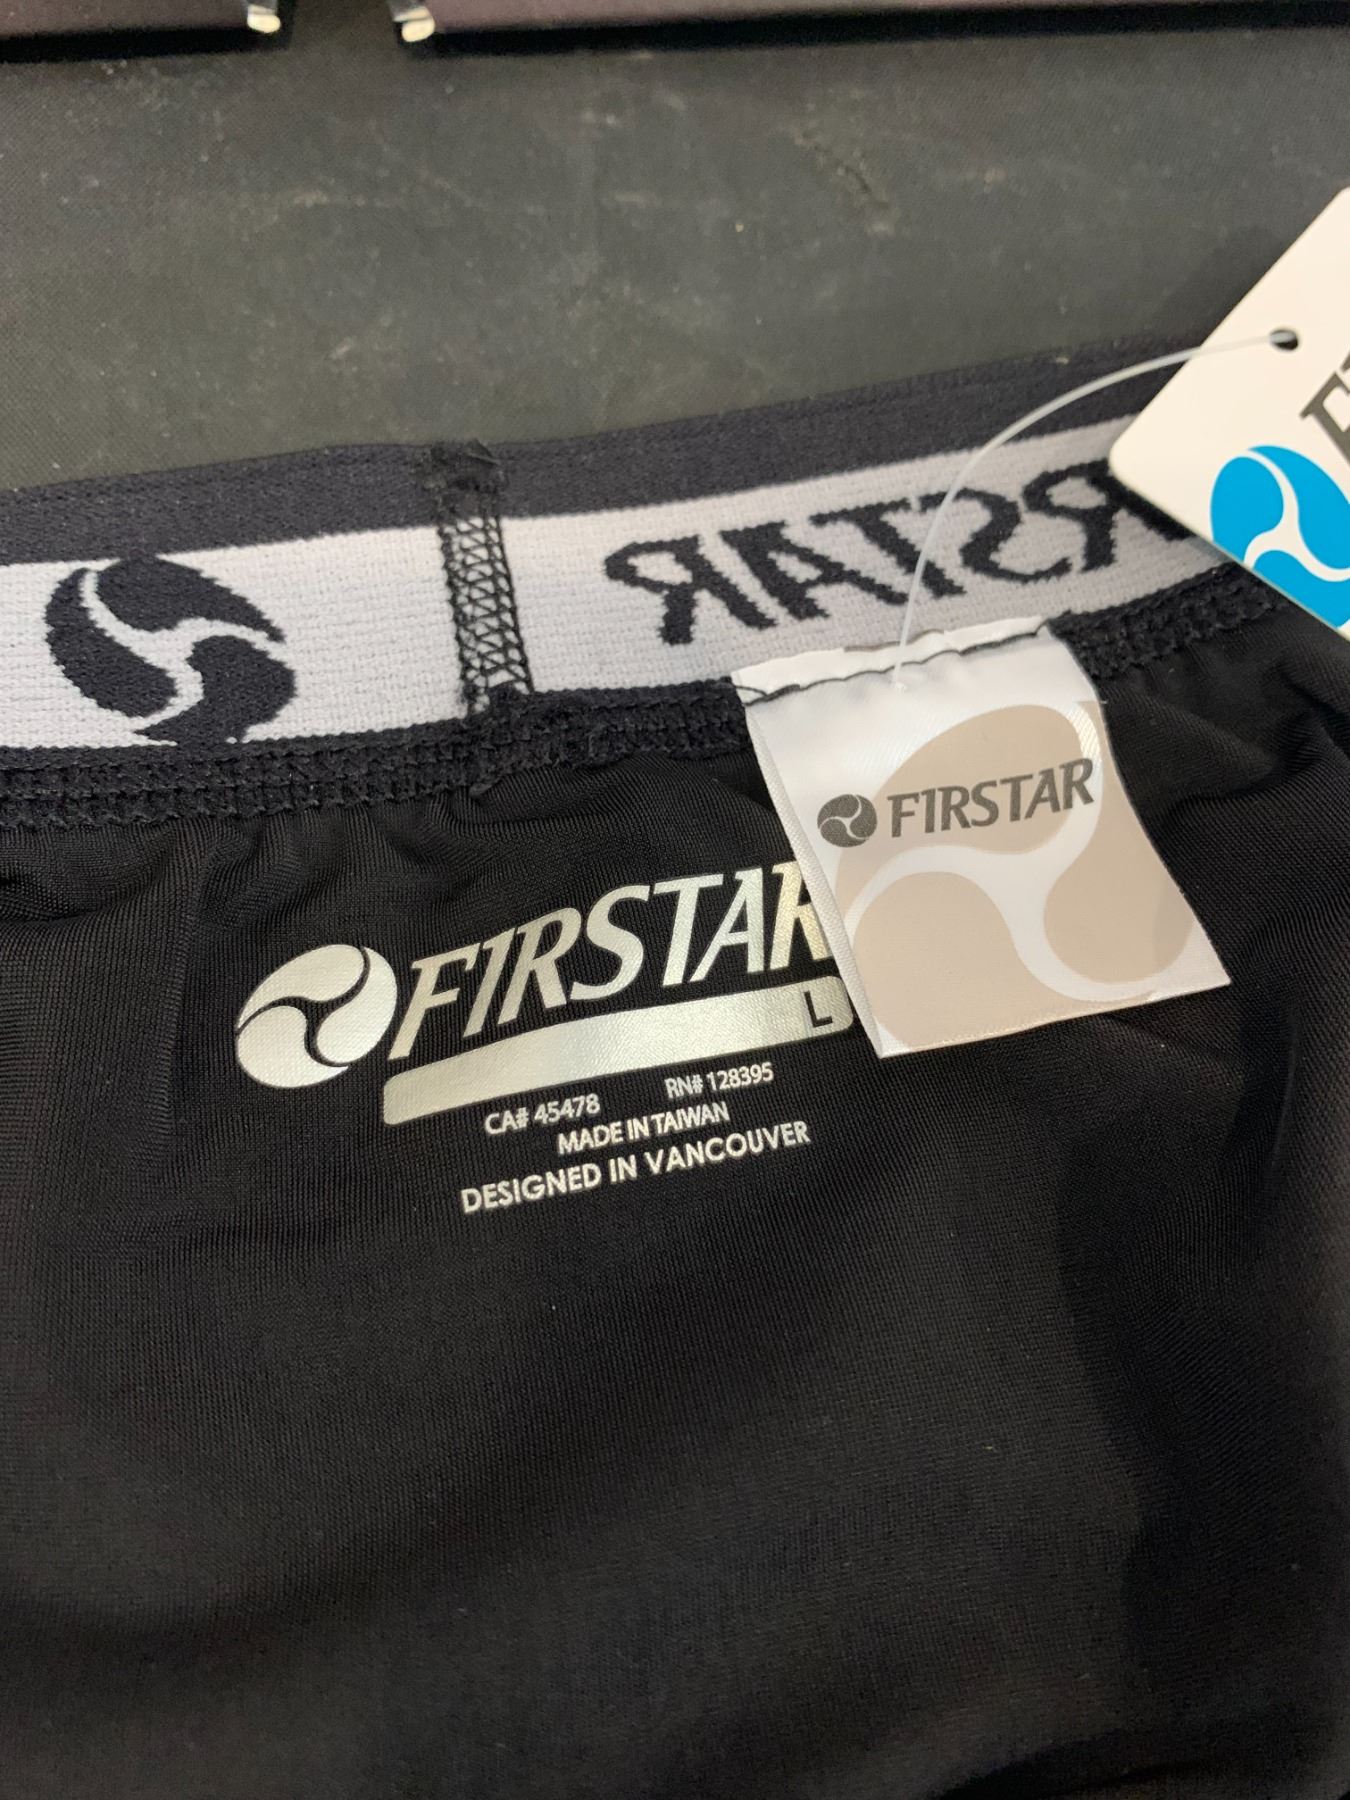 RSTAR
FIRSTAR
FIRSTAR
L
CA# 45478 RN# 128395
MADE IN TAIWAN
DESIGNED IN VANCOUVER